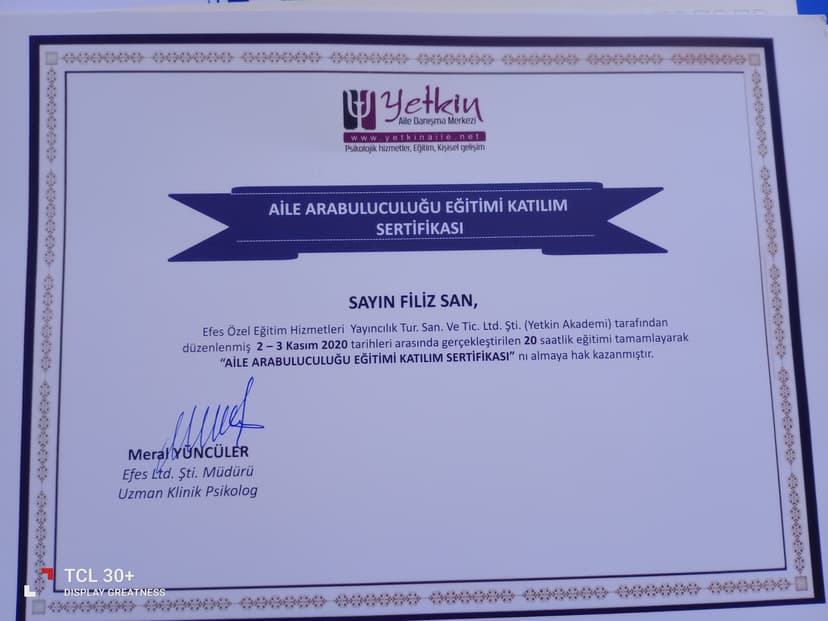 Yetkin
Aile Danışma Merkezi
www.yetkinaile.net
Psikolojik hizmetler, Eğitim, Kişisel gelişim
AİLE ARABULUCULUĞU EĞİTİMİ KATILIM
SERTİFIKASI
SAYIN FİLİZ SAN,
Efes Özel Eğitim Hizmetleri Yayıncılık Tur. San. Ve Tic. Ltd. Şti. (Yetkin Akademi) tarafından
düzenlenmiş 2 – 3 Kasım 2020 tarihleri arasında gerçekleştirilen 20 saatlik eğitimi tamamlayarak
“AİLE ARABULUCULUĞU EĞİTİMİ KATILIM SERTİFİKASI” nı almaya hak kazanmıştır.
Meral YÜNCÜLER
Efes Ltd. Şti. Müdürü
Uzman Klinik Psikolog
TCL 30+
DISPLAY GREATNESS